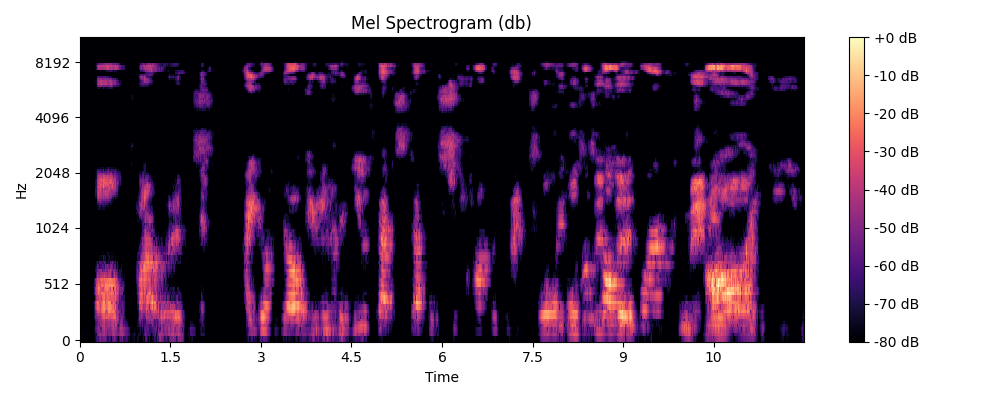 Mel Spectrogram (db)
8192
4096
2048
1024
512
0
Hz
0 1.5 3 4.5 6 7.5 9 10
Time
+0 dB
-10 dB
-20 dB
-30 dB
-40 dB
-50 dB
-60 dB
-70 dB
-80 dB